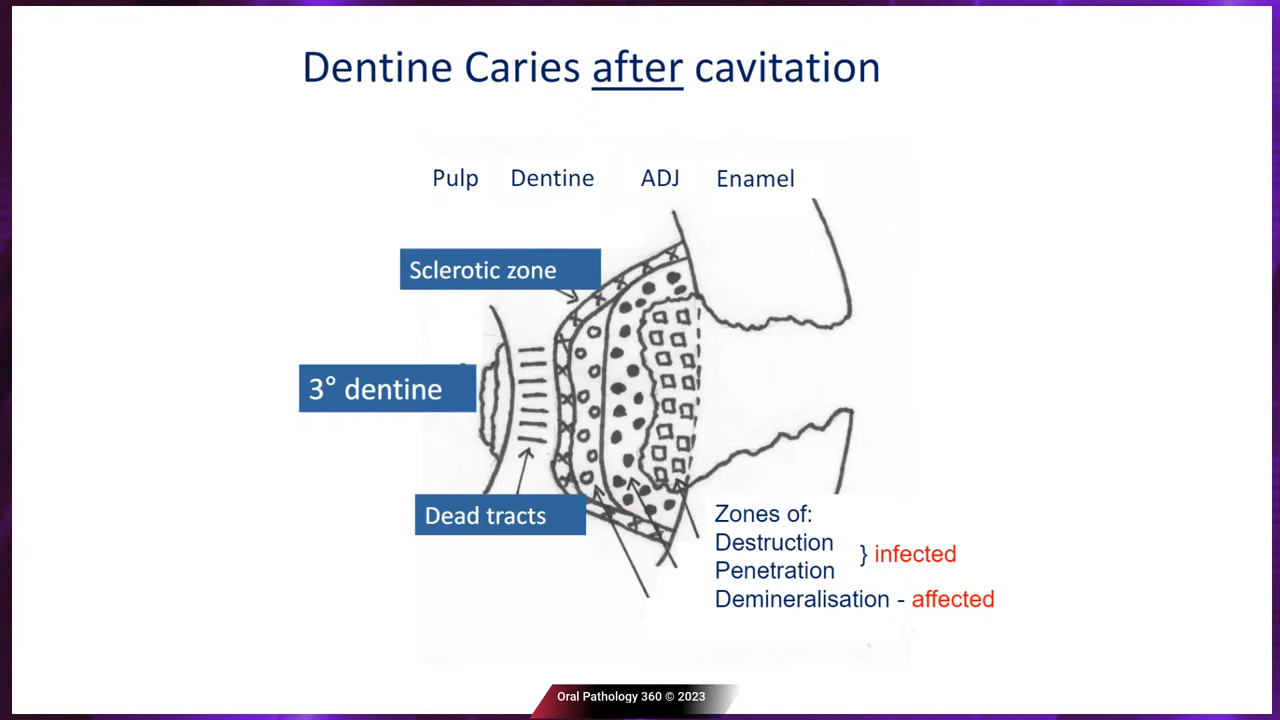 Dentine Caries after cavitation
Pulp Dentine ADJ Enamel
Sclerotic zone
3° dentine
Dead tracts
Zones of:
Destruction
} infected
Penetration
Demineralisation - affected
Oral Pathology 360 © 2023